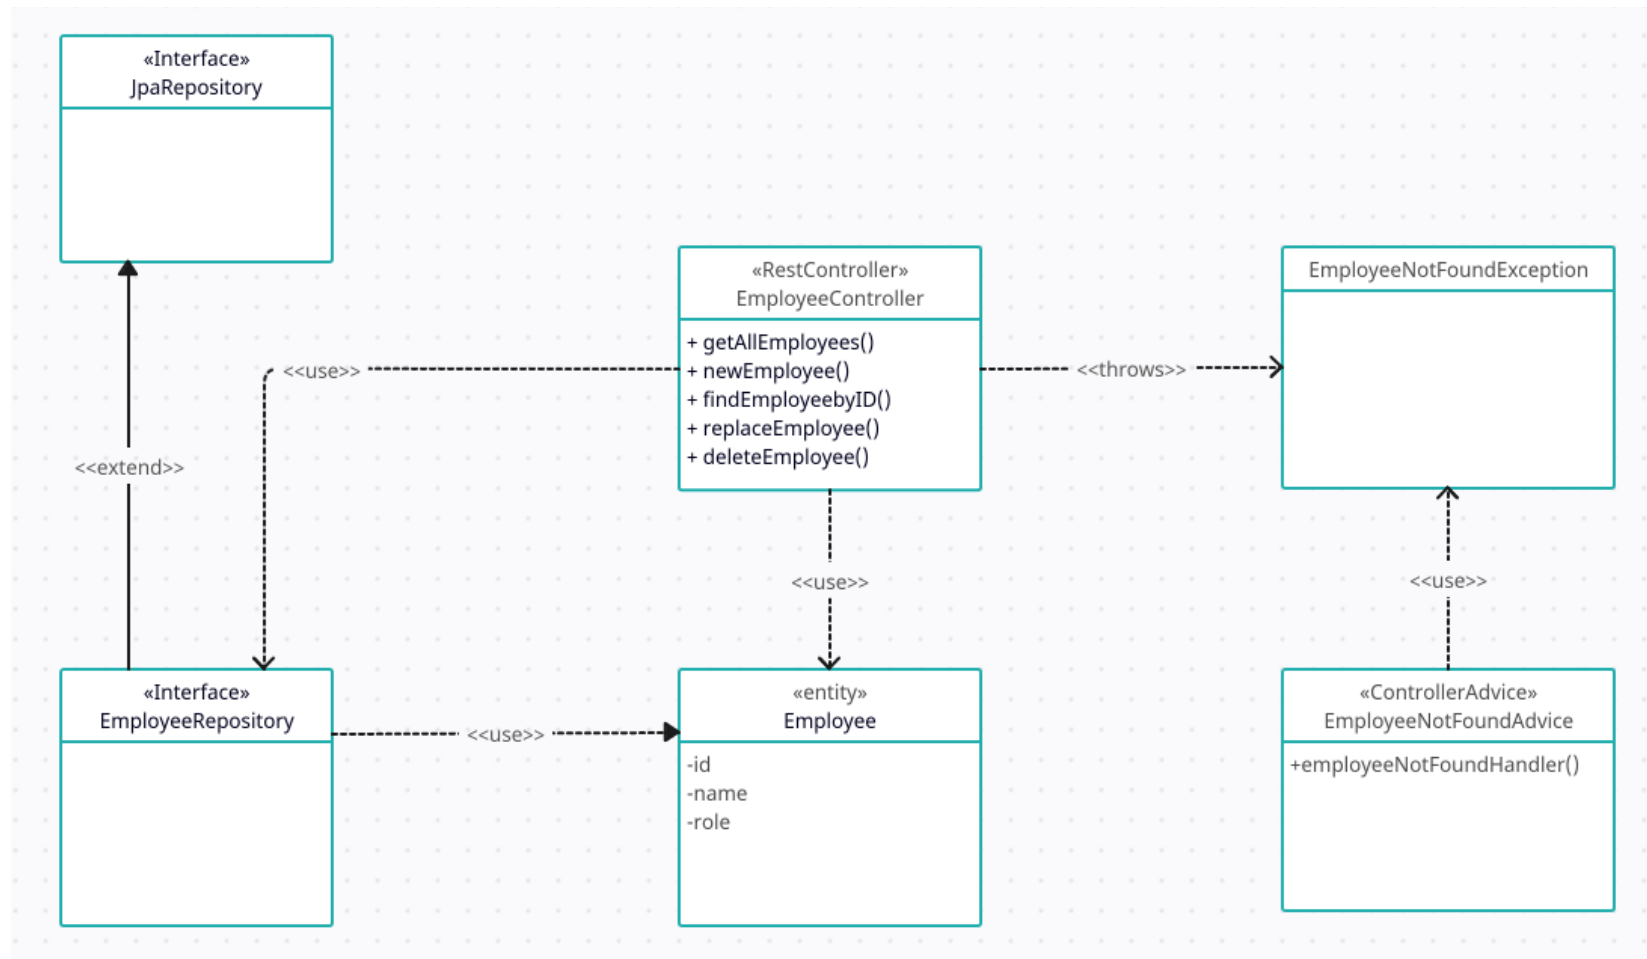 «Interface»
JpaRepository
«RestController»
EmployeeController
+ getAllEmployees()
+ newEmployee()
+ findEmployeebyID()
+ replaceEmployee()
+ deleteEmployee()
EmployeeNotFoundException
<<use>>
<<throws>>
<<extend>>
<<use>>
<<use>>
«Interface»
EmployeeRepository
<<use>>
«entity»
Employee
-id
-name
-role
«ControllerAdvice»
EmployeeNotFoundAdvice
+employeeNotFoundHandler()